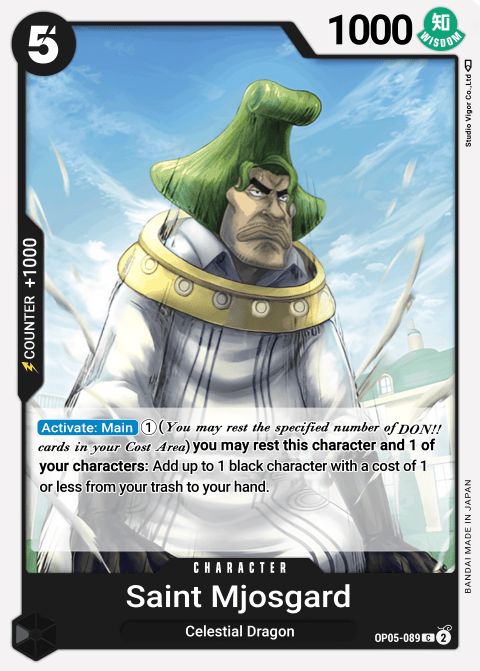 5
1000
知
WISDOM
Studio Vigor Co.,Ltd
COUNTER +1000
Activate: Main ① (You may rest the specified number of DON!!
cards in your Cost Area) you may rest this character and 1 of
your characters: Add up to 1 black character with a cost of 1
or less from your trash to your hand.
BANDAI MADE IN JAPAN
CHARACTER
Saint Mjosgard
Celestial Dragon
OP05-089 C 2